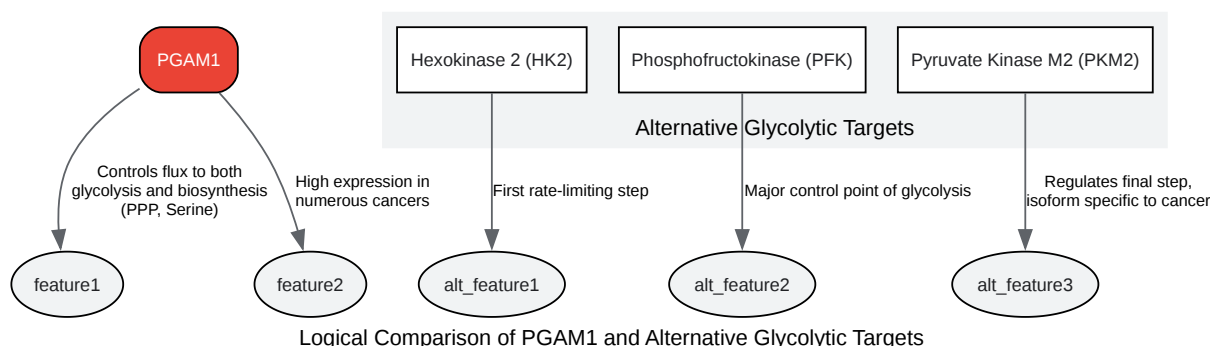 PGAM1
Hexokinase 2 (HK2)
Phosphofructokinase (PFK)
Pyruvate Kinase M2 (PKM2)
Alternative Glycolytic Targets
Controls flux to both
glycolysis and biosynthesis
(PPP, Serine)
High expression in
numerous cancers
First rate-limiting step
Major control point of glycolysis
Regulates final step,
isoform specific to cancer
feature1
feature2
alt_feature1
alt_feature2
alt_feature3
Logical Comparison of PGAM1 and Alternative Glycolytic Targets